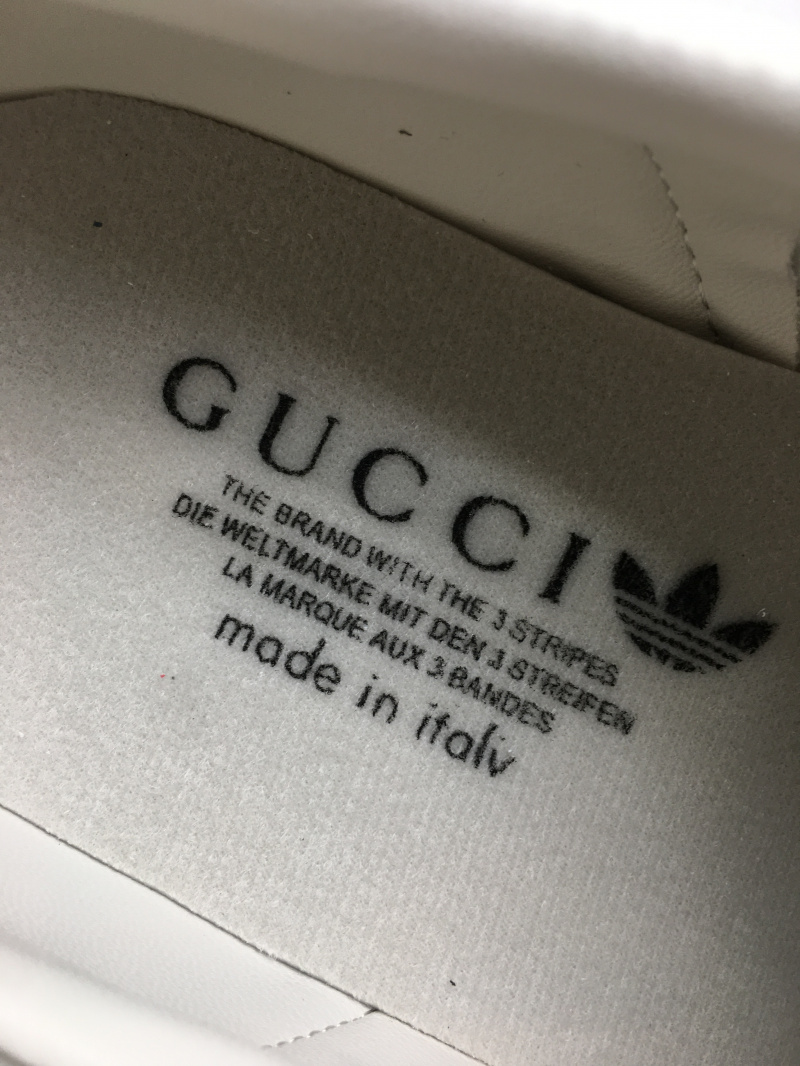 GUCCI
THE BRAND WITH THE 3 STRIPES
DIE WELTMARKE MIT DEN 3 STREIFEN
LA MARQUE AUX 3 BANDES
made in italy